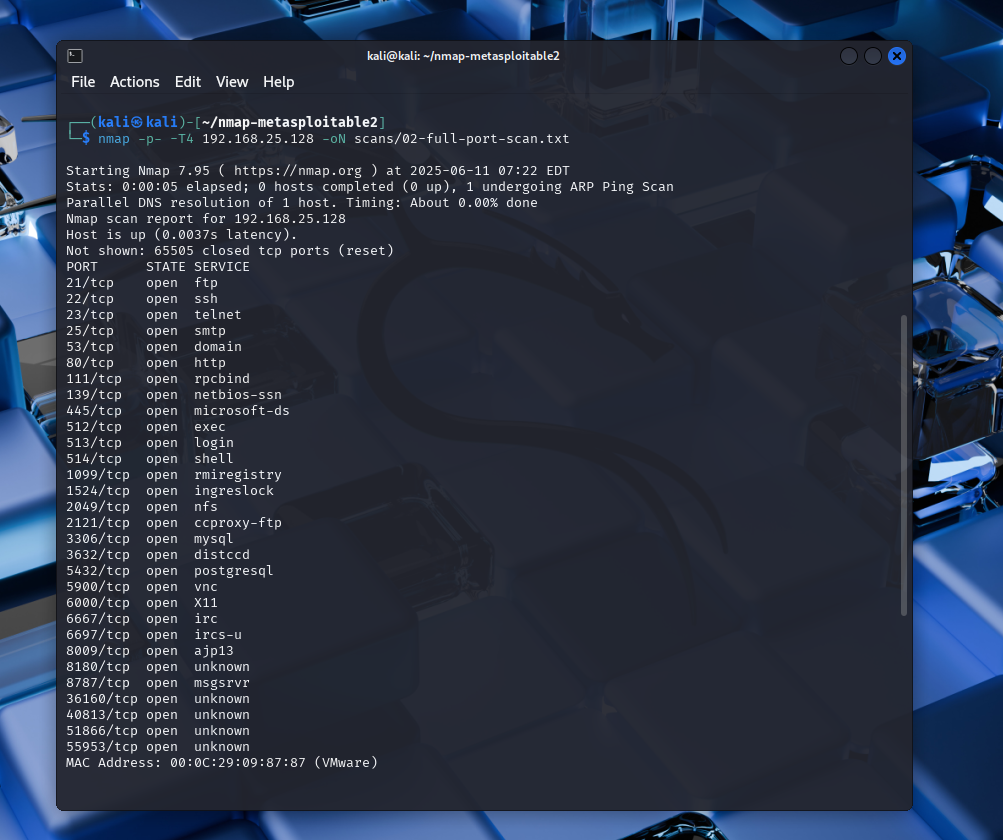 kali@kali: ~/nmap-metasploitable2
File Actions Edit View Help
┌──(kali㉿kali)-[~/nmap-metasploitable2]
└─$ nmap -p- -T4 192.168.25.128 -oN scans/02-full-port-scan.txt
Starting Nmap 7.95 ( https://nmap.org ) at 2025-06-11 07:22 EDT
Stats: 0:00:05 elapsed; 0 hosts completed (0 up), 1 undergoing ARP Ping Scan
Parallel DNS resolution of 1 host. Timing: About 0.00% done
Nmap scan report for 192.168.25.128
Host is up (0.0037s latency).
Not shown: 65505 closed tcp ports (reset)
PORT      STATE SERVICE
21/tcp    open  ftp
22/tcp    open  ssh
23/tcp    open  telnet
25/tcp    open  smtp
53/tcp    open  domain
80/tcp    open  http
111/tcp   open  rpcbind
139/tcp   open  netbios-ssn
445/tcp   open  microsoft-ds
512/tcp   open  exec
513/tcp   open  login
514/tcp   open  shell
1099/tcp  open  rmiregistry
1524/tcp  open  ingreslock
2049/tcp  open  nfs
2121/tcp  open  ccproxy-ftp
3306/tcp  open  mysql
3632/tcp  open  distccd
5432/tcp  open  postgresql
5900/tcp  open  vnc
6000/tcp  open  X11
6667/tcp  open  irc
6697/tcp  open  ircs-u
8009/tcp  open  ajp13
8180/tcp  open  unknown
8787/tcp  open  msgsrvr
36160/tcp open  unknown
40813/tcp open  unknown
51866/tcp open  unknown
55953/tcp open  unknown
MAC Address: 00:0C:29:09:87:87 (VMware)